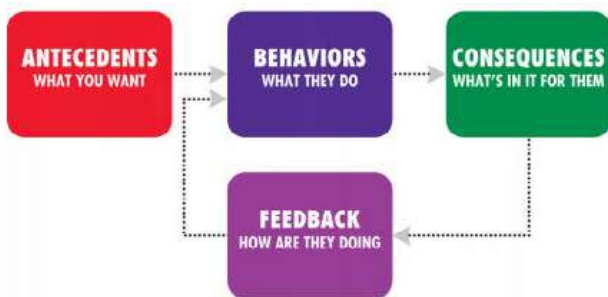 ANTECEDENTS
WHAT YOU WANT
BEHAVIORS
WHAT THEY DO
CONSEQUENCES
WHAT'S IN IT FOR THEM
FEEDBACK
HOW ARE THEY DOING